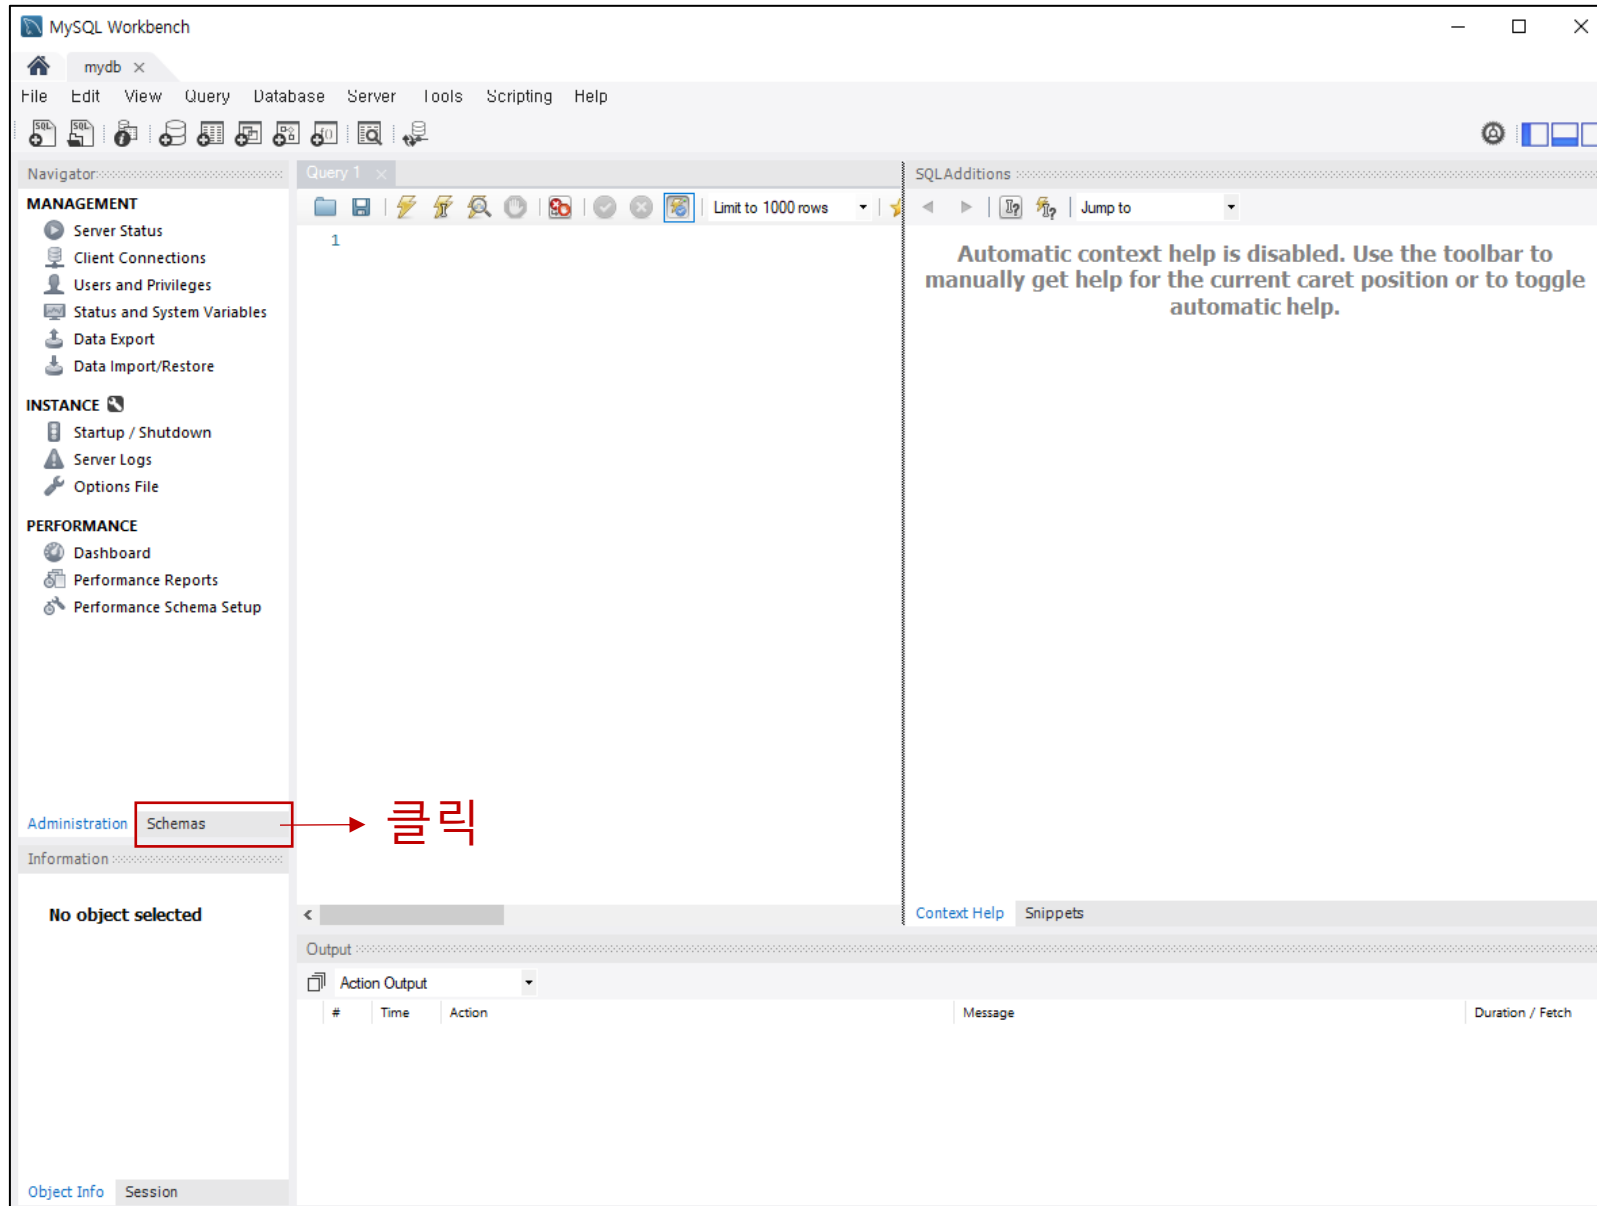 MySQL Workbench
mydb
File Edit View Query Database Server Tools Scripting Help
Navigator
MANAGEMENT
Server Status
Client Connections
Users and Privileges
Status and System Variables
Data Export
Data Import/Restore
INSTANCE
Startup / Shutdown
Server Logs
Options File
PERFORMANCE
Dashboard
Performance Reports
Performance Schema Setup
Administration Schemas
클릭
Information
No object selected
Object Info Session
Query 1
Limit to 1000 rows
1
SQLAdditions
Jump to
Automatic context help is disabled. Use the toolbar to
manually get help for the current caret position or to toggle
automatic help.
Context Help Snippets
Output
Action Output
# Time Action Message Duration / Fetch